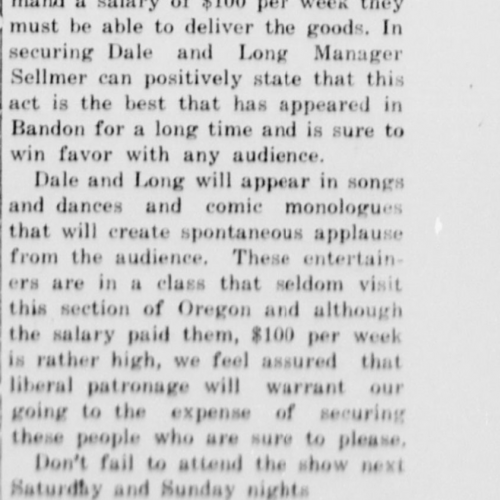 mand a salary of $100 per week they
must be able to deliver the goods. In
securing Dale and Long Manager
Sellmer can positively state that this
act is the best that has appeared in
Bandon for a long time and is sure to
win favor with any audience.
Dale and Long will appear in songs
and dances and comic monologues
that will create spontaneous applause
from the audience. These entertain-
ers are in a class that seldom visit
this section of Oregon and although
the salary paid them, $100 per week
is rather high, we feel assured that
liberal patronage will warrant our
going to the expense of securing
these people who are sure to please.
Don't fail to attend the show next
Saturday and Sunday nights